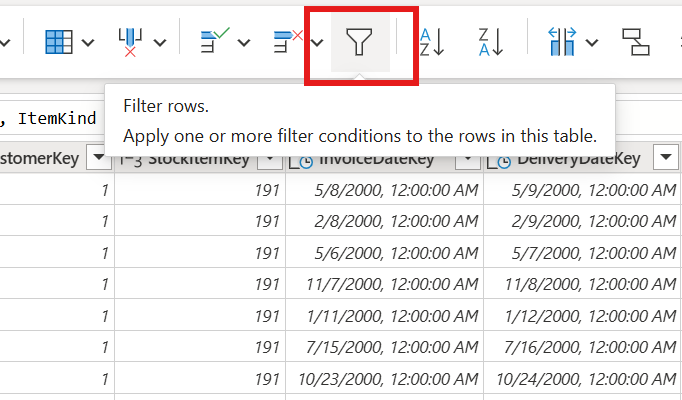 A Z
Z A
Filter rows.
Apply one or more filter conditions to the rows in this table.
, ItemKind
stomerKey StockItemKey InvoiceDateKey DeliveryDateKey
1 191 5/8/2000, 12:00:00 AM 5/9/2000, 12:00:00 AM
1 191 2/8/2000, 12:00:00 AM 2/9/2000, 12:00:00 AM
1 191 5/6/2000, 12:00:00 AM 5/7/2000, 12:00:00 AM
1 191 11/7/2000, 12:00:00 AM 11/8/2000, 12:00:00 AM
1 191 1/11/2000, 12:00:00 AM 1/12/2000, 12:00:00 AM
1 191 7/15/2000, 12:00:00 AM 7/16/2000, 12:00:00 AM
1 191 10/23/2000, 12:00:00 AM 10/24/2000, 12:00:00 AM